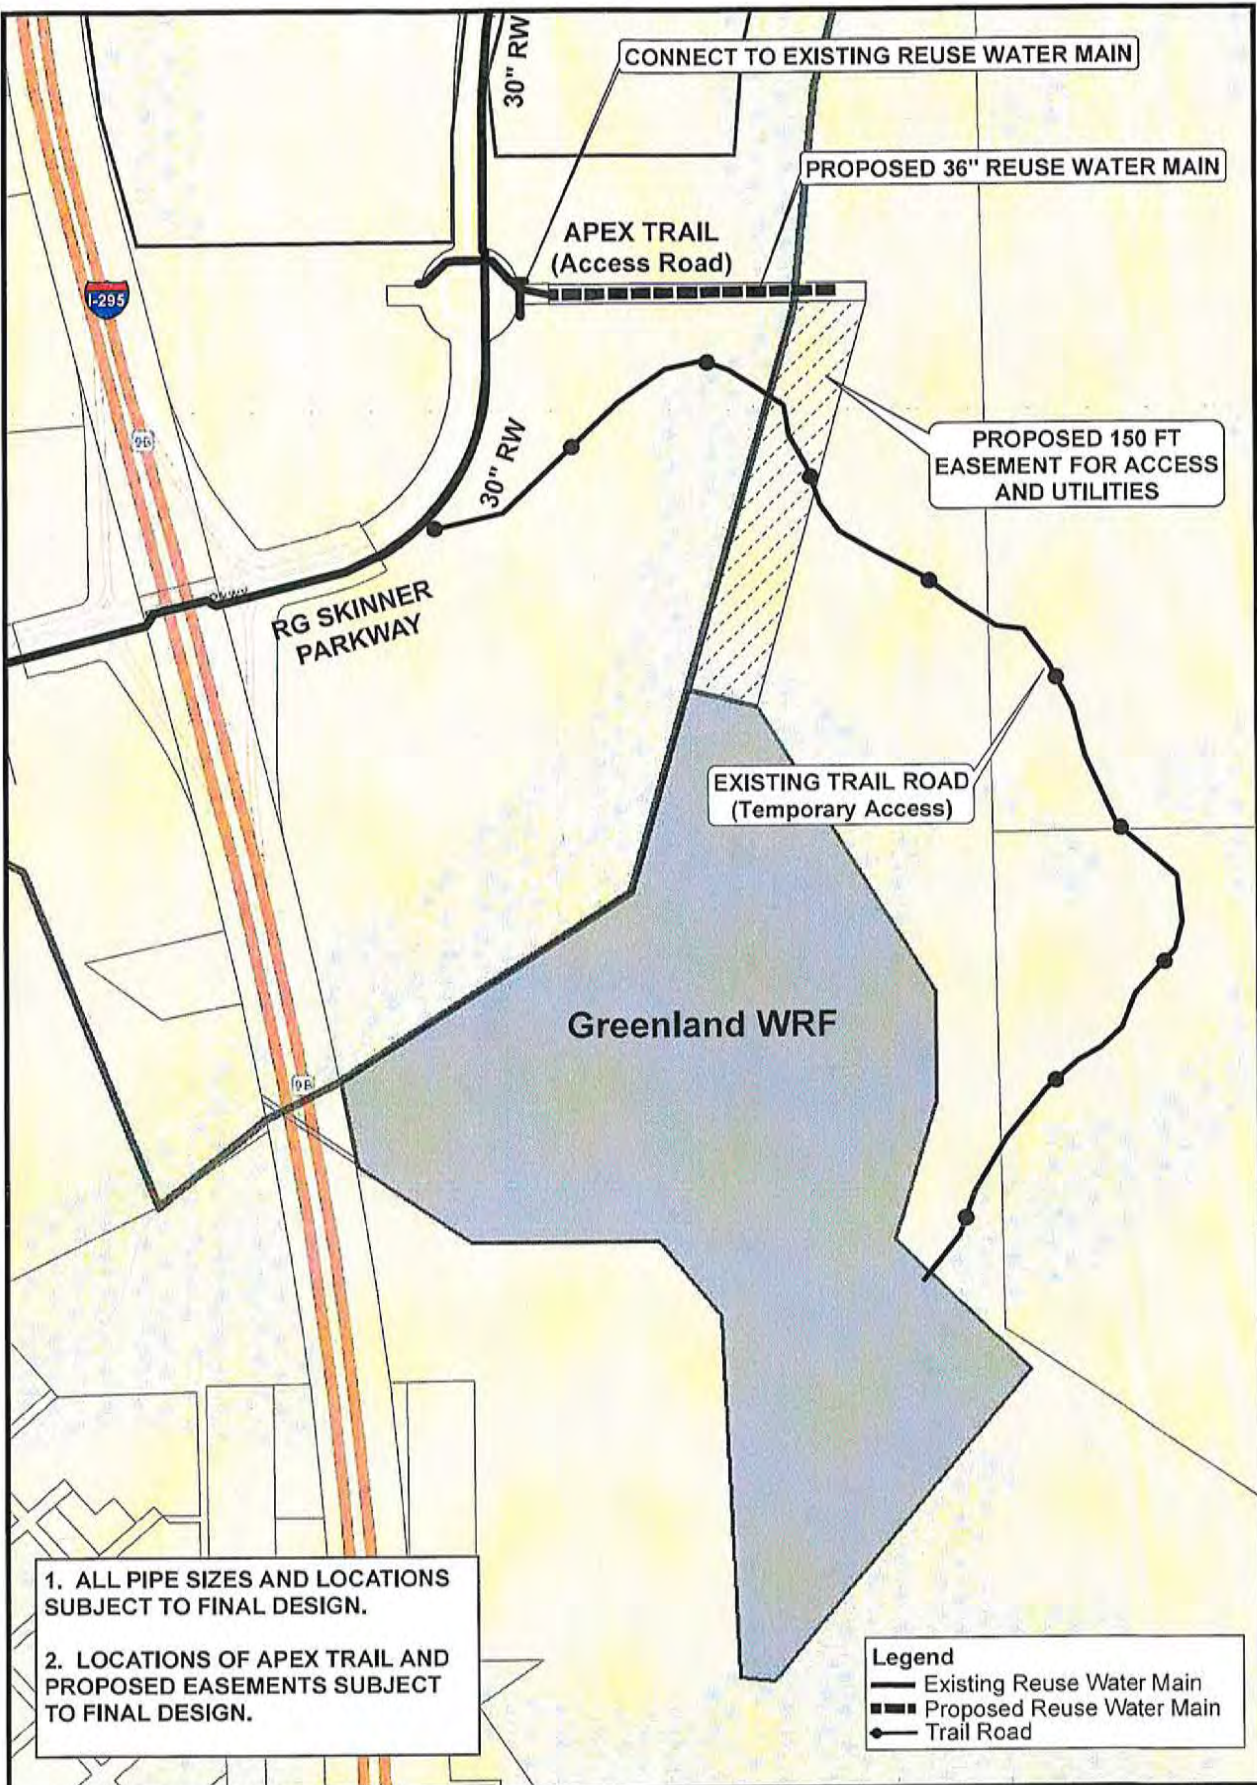 30" RW
CONNECT TO EXISTING REUSE WATER MAIN
PROPOSED 36" REUSE WATER MAIN
APEX TRAIL
(Access Road)
I-295
9B
PROPOSED 150 FT
EASEMENT FOR ACCESS
AND UTILITIES
30" RW
RG SKINNER
PARKWAY
EXISTING TRAIL ROAD
(Temporary Access)
Greenland WRF
9B
1. ALL PIPE SIZES AND LOCATIONS
SUBJECT TO FINAL DESIGN.
2. LOCATIONS OF APEX TRAIL AND
PROPOSED EASEMENTS SUBJECT
TO FINAL DESIGN.
Legend
Existing Reuse Water Main
Proposed Reuse Water Main
Trail Road